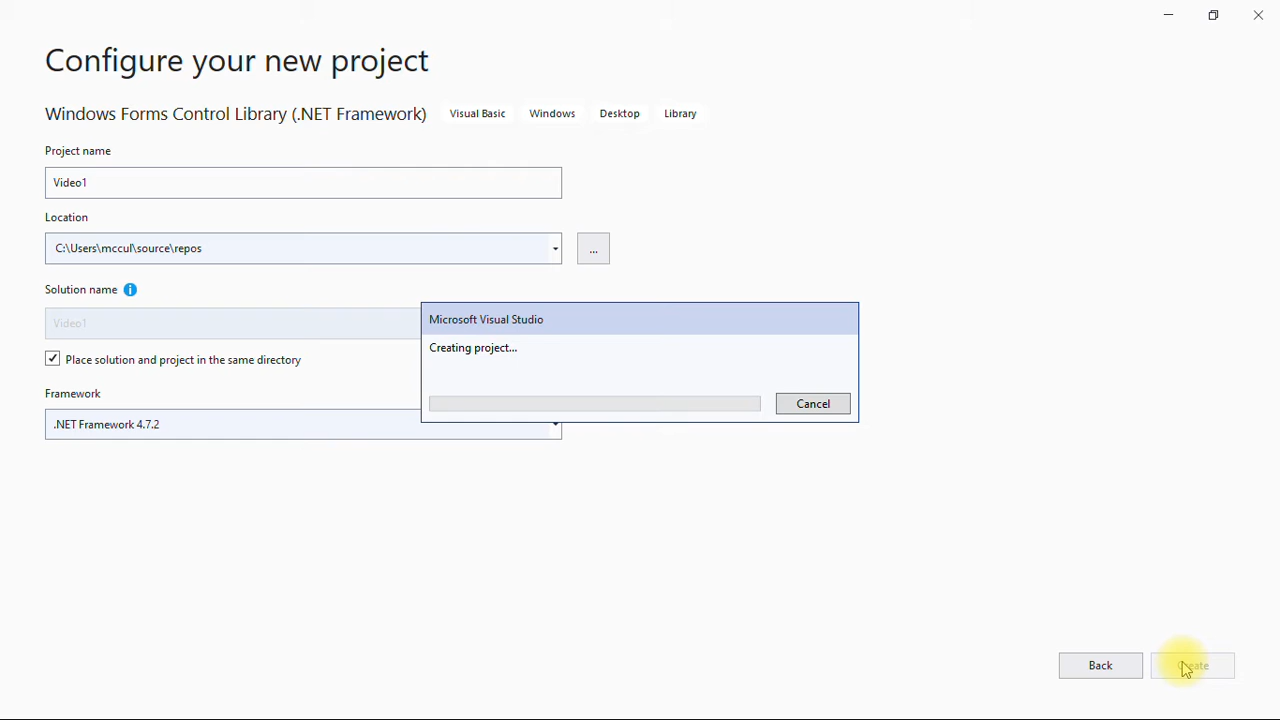 Configure your new project
Windows Forms Control Library (.NET Framework) Visual Basic Windows Desktop Library
Project name
Video1
Location
C:\Users\mccul\source\repos
...
Solution name
Video1
Microsoft Visual Studio
Creating project...
Cancel
Place solution and project in the same directory
Framework
.NET Framework 4.7.2
Back
Create